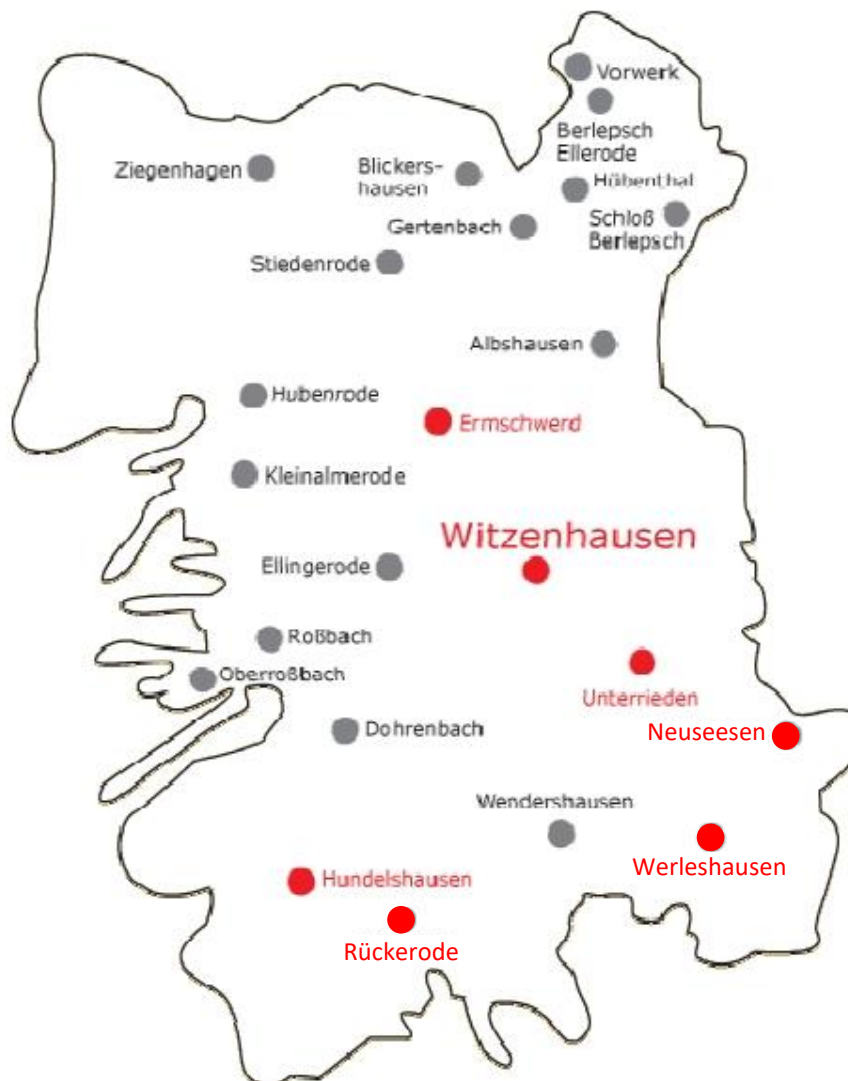 Vorwerk
Berlepsch
Ellerode
Ziegenhagen
Blickers-
hausen
Hübenthal
Schloß
Berlepsch
Gertenbach
Stiedenrode
Albshausen
Hubenrode
Ermschwerd
Kleinalmerode
Witzenhausen
Ellingerode
Roßbach
Oberroßbach
Unterrieden
Neuseesen
Dohrenbach
Wendershausen
Werleshausen
Hundelshausen
Rückerode